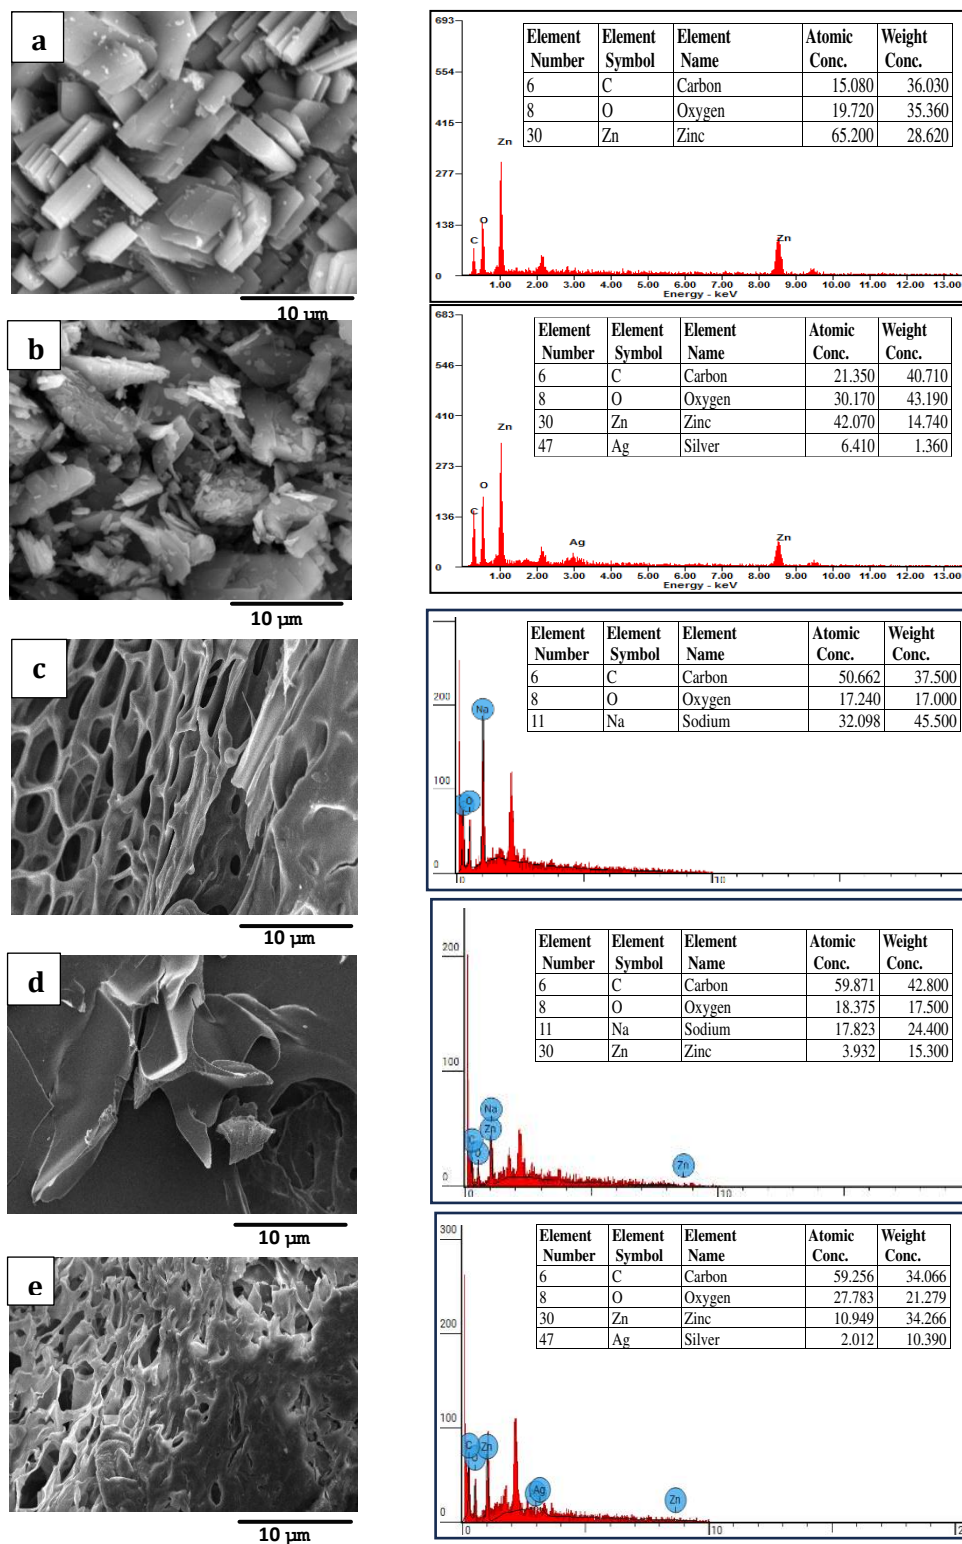 a
10 µm
693
554
415
277
138
0
Zn
O
C
Zn
1.00 2.00 3.00 4.00 5.00 6.00 7.00 8.00 9.00 10.00 11.00 12.00 13.00
Energy - keV
Element Number Element Symbol Element Name Atomic Conc. Weight Conc.
6 C Carbon 15.080 36.030
8 O Oxygen 19.720 35.360
30 Zn Zinc 65.200 28.620
b
10 µm
683
546
410
273
136
0
Zn
O
C
Ag
Zn
1.00 2.00 3.00 4.00 5.00 6.00 7.00 8.00 9.00 10.00 11.00 12.00 13.00
Energy - keV
Element Number Element Symbol Element Name Atomic Conc. Weight Conc.
6 C Carbon 21.350 40.710
8 O Oxygen 30.170 43.190
30 Zn Zinc 42.070 14.740
47 Ag Silver 6.410 1.360
c
10 µm
200
100
0
Na
O
0 10
Element Number Element Symbol Element Name Atomic Conc. Weight Conc.
6 C Carbon 50.662 37.500
8 O Oxygen 17.240 17.000
11 Na Sodium 32.098 45.500
d
10 µm
200
100
0
Na
Zn
C
O
Zn
0 10
Element Number Element Symbol Element Name Atomic Conc. Weight Conc.
6 C Carbon 59.871 42.800
8 O Oxygen 18.375 17.500
11 Na Sodium 17.823 24.400
30 Zn Zinc 3.932 15.300
e
10 µm
300
200
100
0
C
O
Zn
Ag
Zn
0 10 2
Element Number Element Symbol Element Name Atomic Conc. Weight Conc.
6 C Carbon 59.256 34.066
8 O Oxygen 27.783 21.279
30 Zn Zinc 10.949 34.266
47 Ag Silver 2.012 10.390